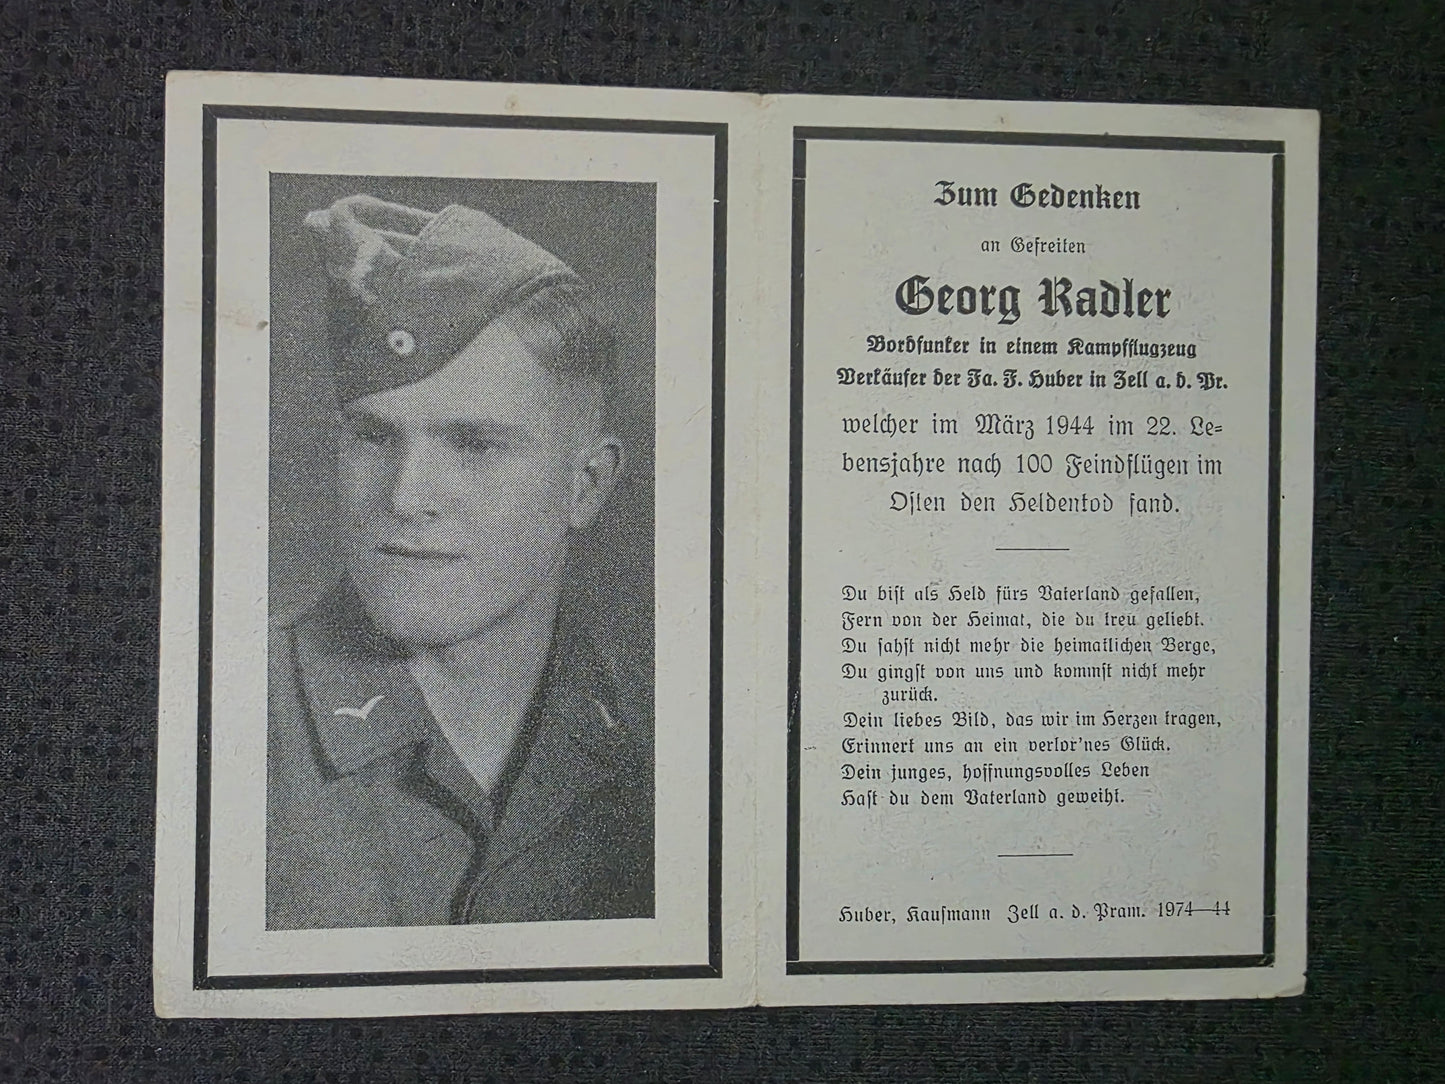 Zum Gedenken
an Gefreiten
Georg Radler
Bordfunker in einem Kampfflugzeug
Verkäufer der Fa. F. Huber in Zell a. d. Pr.
welcher im März 1944 im 22. Le=
bensjahre nach 100 Feindflügen im
Osten den Heldentod fand.
Du bist als Held fürs Vaterland gefallen,
Fern von der Heimat, die du treu geliebt.
Du sahst nicht mehr die heimatlichen Berge,
Du gingst von uns und kommst nicht mehr
zurück.
Dein liebes Bild, das wir im Herzen tragen,
Erinnert uns an ein verlor'nes Glück.
Dein junges, hoffnungsvolles Leben
Hast du dem Vaterland geweiht.
Huber, Kaufmann Zell a. d. Pram. 1974—44